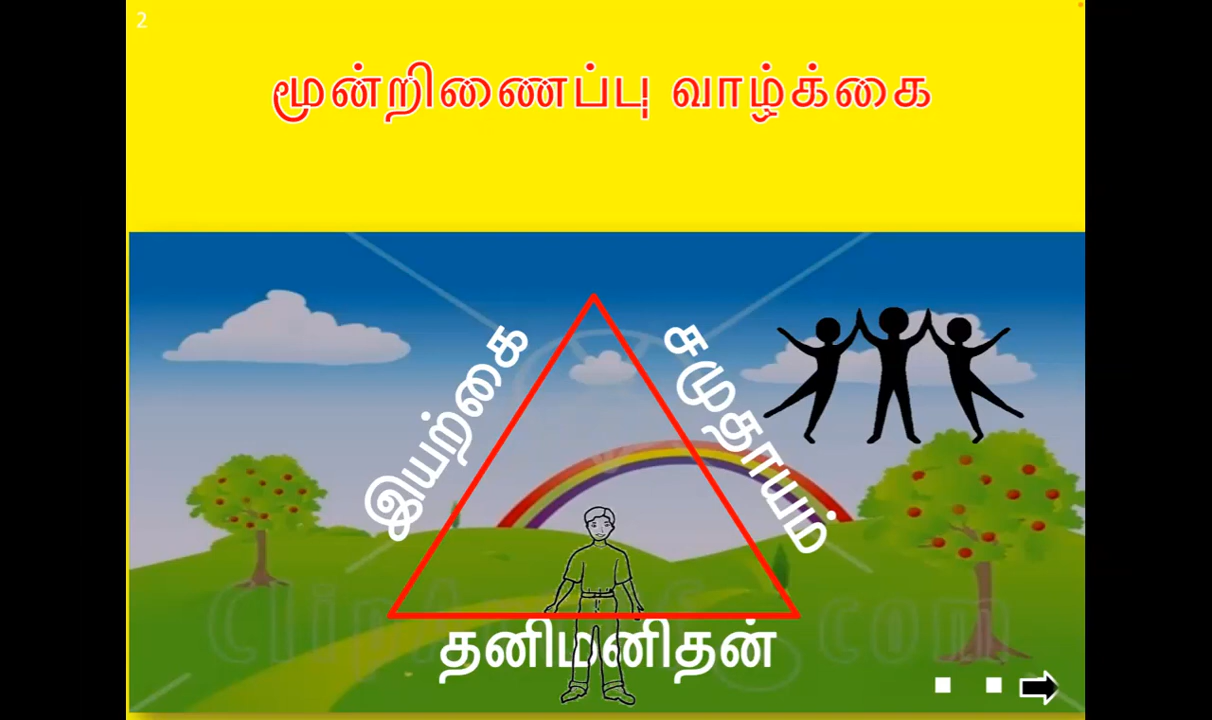 2
மூன்றிணைப்பு வாழ்க்கை
இயற்கை
சமுதாயம்
தனிமனிதன்